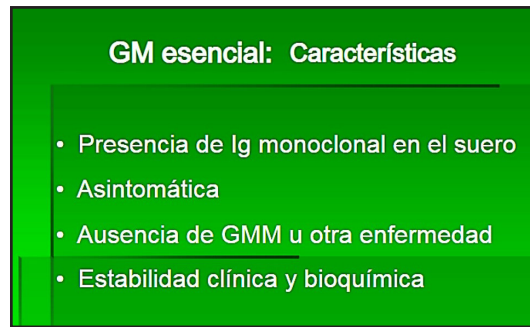 GM esencial: Características
• Presencia de Ig monoclonal en el suero
• Asintomática
• Ausencia de GMM u otra enfermedad
• Estabilidad clínica y bioquímica